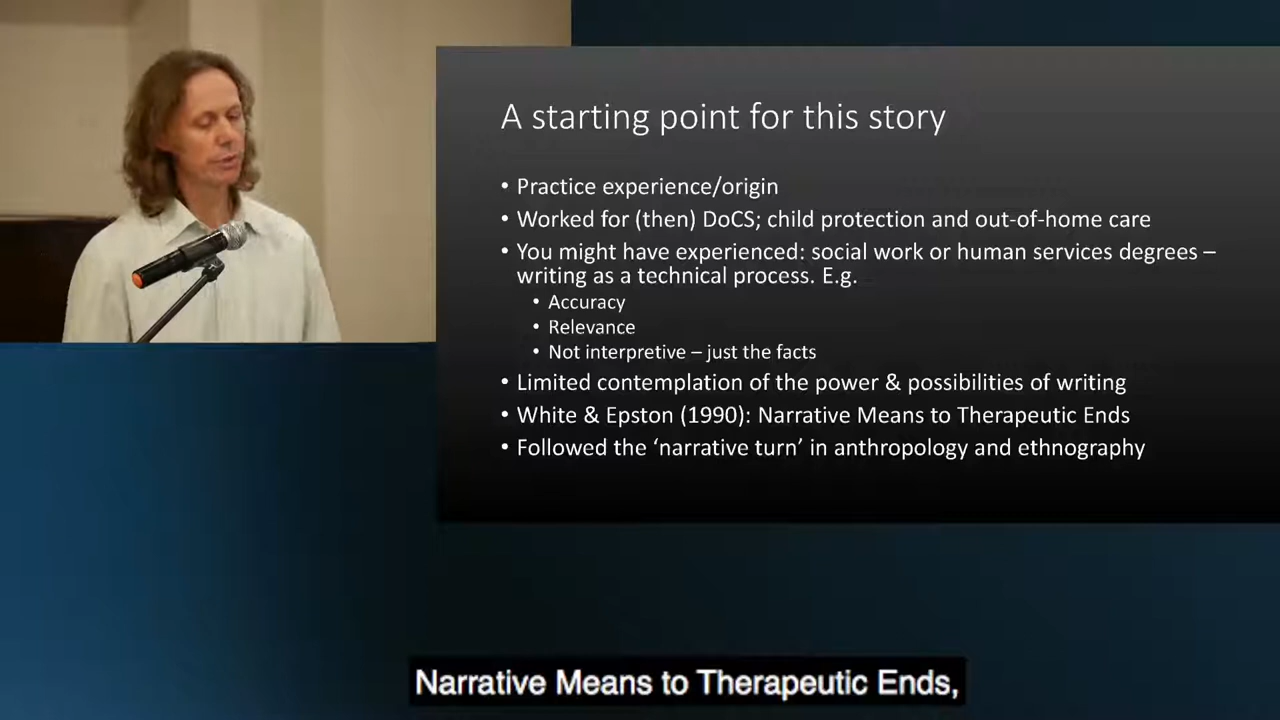 A starting point for this story
• Practice experience/origin
• Worked for (then) DoCS; child protection and out-of-home care
• You might have experienced: social work or human services degrees –
writing as a technical process. E.g.
• Accuracy
• Relevance
• Not interpretive – just the facts
• Limited contemplation of the power & possibilities of writing
• White & Epston (1990): Narrative Means to Therapeutic Ends
• Followed the ‘narrative turn’ in anthropology and ethnography
Narrative Means to Therapeutic Ends,